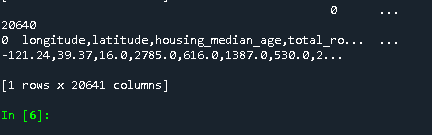 0 ...
20640
0 longitude,latitude,housing_median_age,total_ro... ...
-121.24,39.37,16.0,2785.0,616.0,1387.0,530.0,2...
[1 rows x 20641 columns]
In [6]: